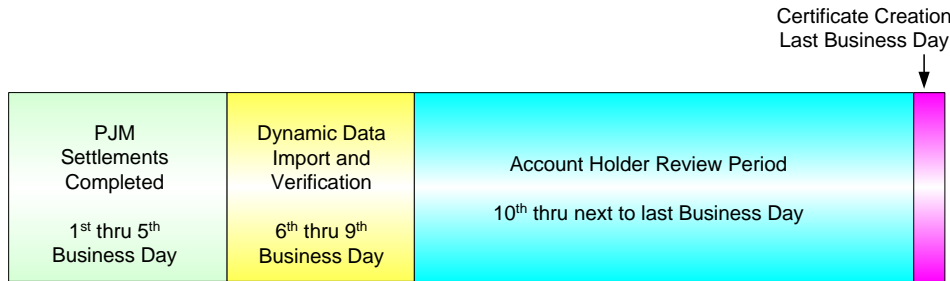 Certificate Creation
Last Business Day
PJM
Settlements
Completed
1st thru 5th
Business Day
Dynamic Data
Import and
Verification
6th thru 9th
Business Day
Account Holder Review Period
10th thru next to last Business Day